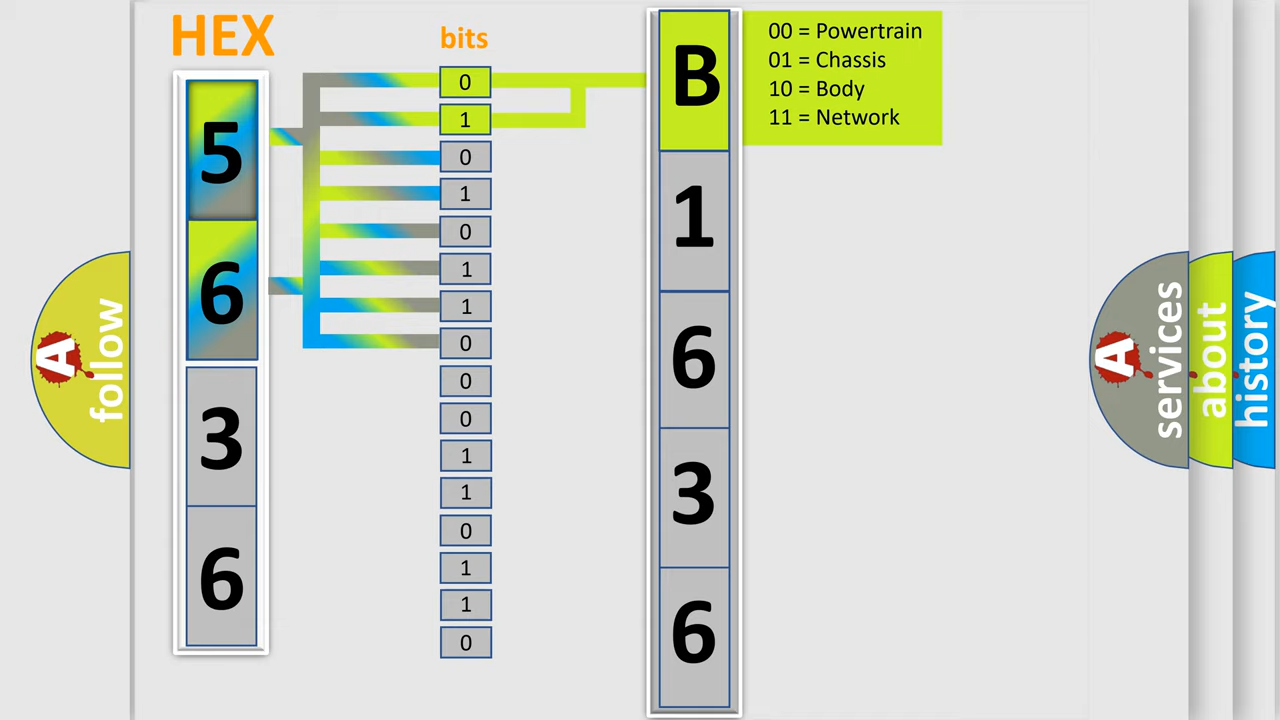 HEX
bits
5
6
3
6
0
1
0
1
0
1
1
0
0
0
1
1
0
1
1
0
B
1
6
3
6
00 = Powertrain
01 = Chassis
10 = Body
11 = Network
A
follow
A
services
about
history